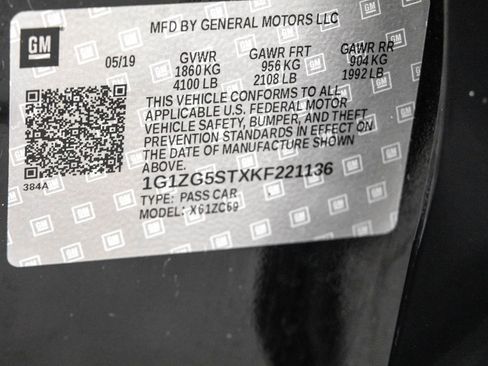 GM
MFD BY GENERAL MOTORS LLC
05/19 GVWR GAWR FRT GAWR RR
1860 KG 956 KG 904 KG
4100 LB 2108 LB 1992 LB
THIS VEHICLE CONFORMS TO ALL
APPLICABLE U.S. FEDERAL MOTOR
VEHICLE SAFETY, BUMPER, AND THEFT
PREVENTION STANDARDS IN EFFECT ON
THE DATE OF MANUFACTURE SHOWN
ABOVE.
384A
1G1ZG5STXKF221136
TYPE: PASS CAR
MODEL: X61ZC69